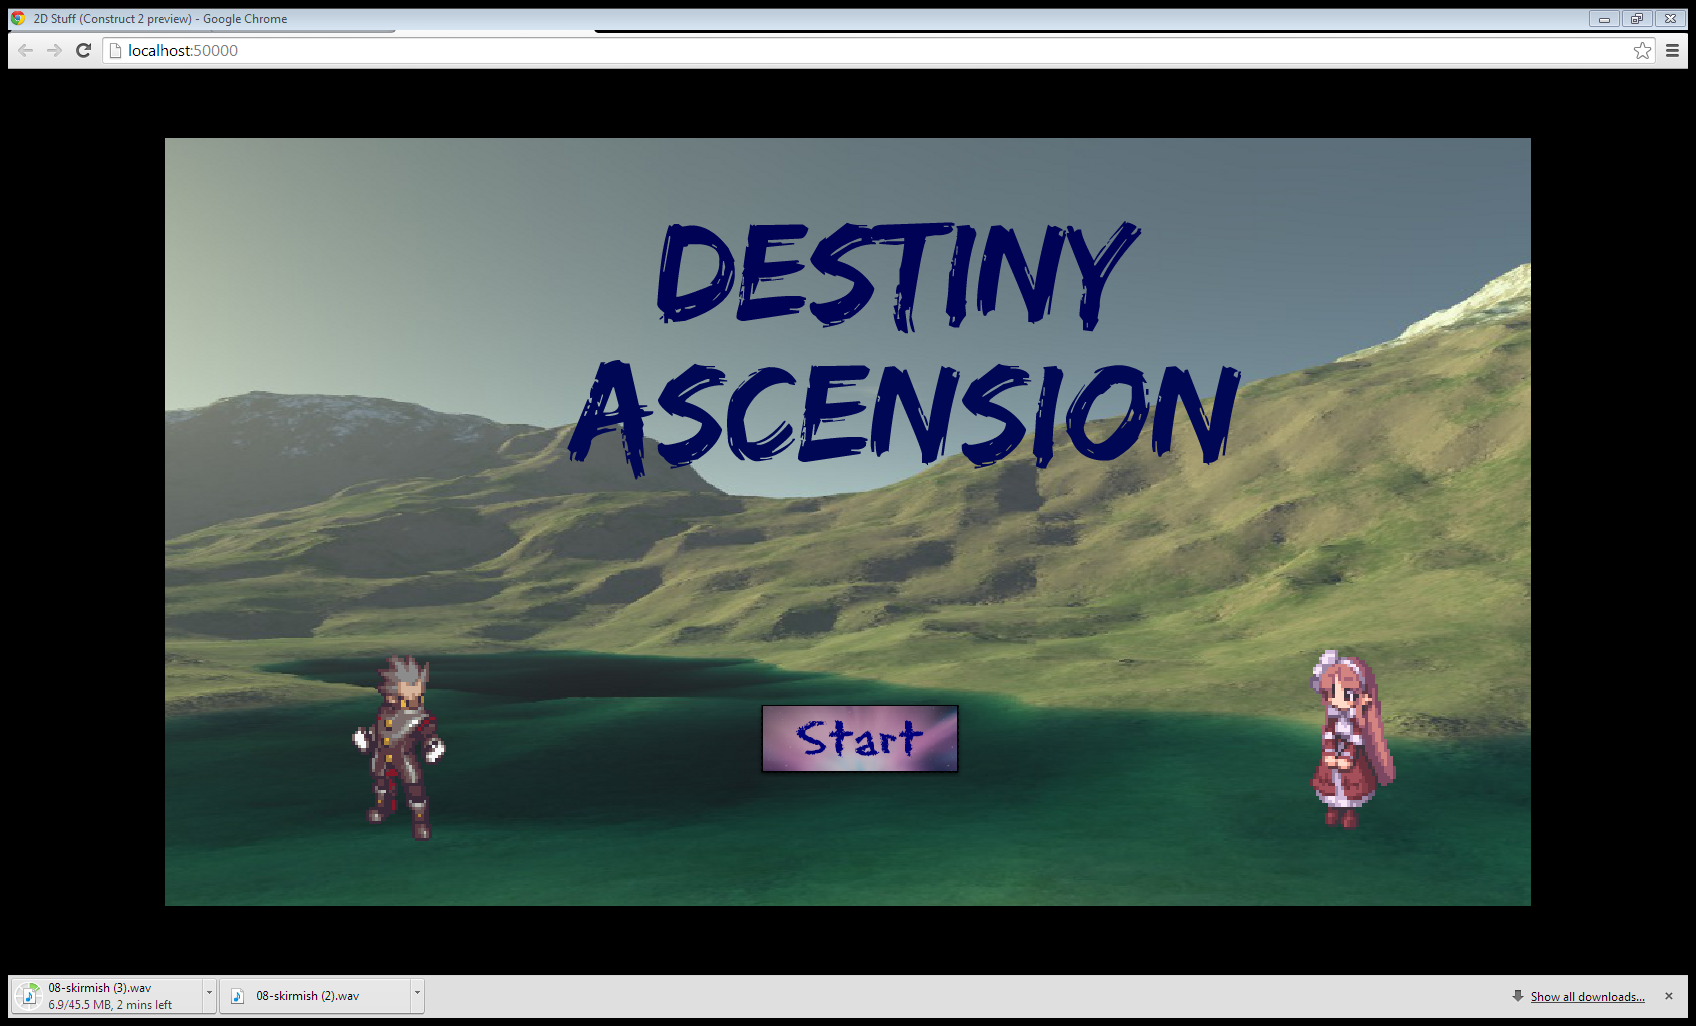 2D Stuff (Construct 2 preview) - Google Chrome
localhost:50000
DESTINY
ASCENSION
Start
08-skirmish (3).wav
6.9/45.5 MB, 2 mins left
08-skirmish (2).wav
Show all downloads...